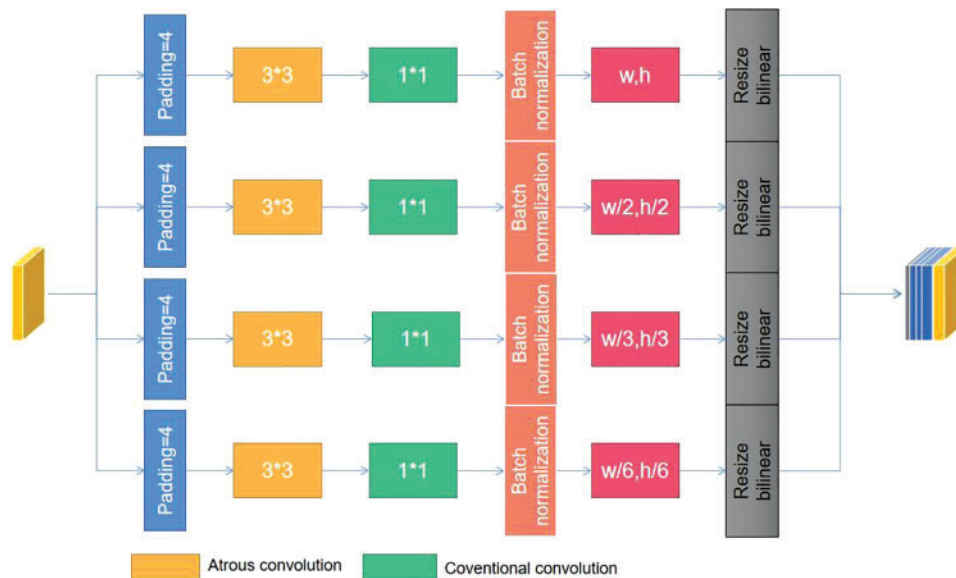 Padding=4
3*3
1*1
Batch
normalization
w,h
Resize
bilinear
Padding=4
3*3
1*1
Batch
normalization
w/2,h/2
Resize
bilinear
Padding=4
3*3
1*1
Batch
normalization
w/3,h/3
Resize
bilinear
Padding=4
3*3
1*1
Batch
normalization
w/6,h/6
Resize
bilinear
Atrous convolution
Coventional convolution